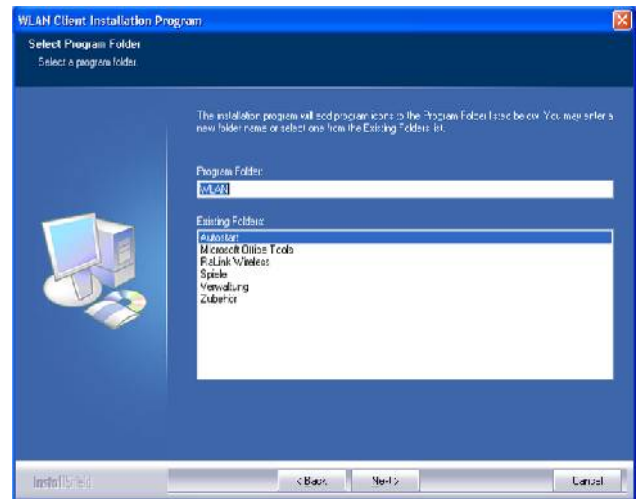 WLAN Client Installation Program
Select Program Folder
Select a program folder.
The installation program will add program icons to the Program Folder listed below. You may enter a
new folder name or select one from the Existing Folders list.
Program Folder:
WLAN
Existing Folders:
Autostart
Microsoft Office Tools
RaLink Wireless
Spiele
Verwaltung
Zubehör
InstallShield
< Back
Next >
Cancel